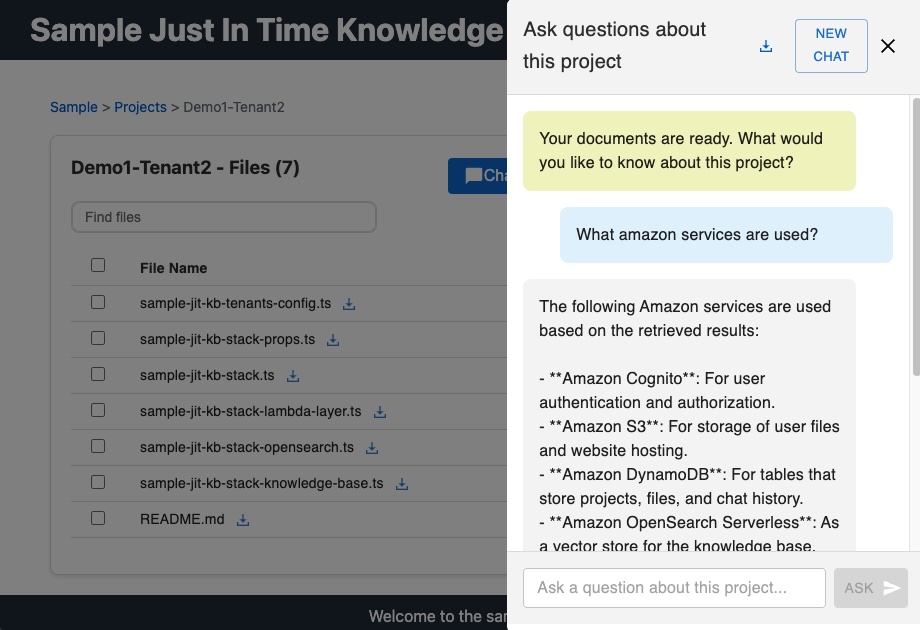 Sample Just In Time Knowledge
Sample > Projects > Demo1-Tenant2
Demo1-Tenant2 - Files (7)
Cha
Find files
File Name
sample-jit-kb-tenants-config.ts
sample-jit-kb-stack-props.ts
sample-jit-kb-stack.ts
sample-jit-kb-stack-lambda-layer.ts
sample-jit-kb-stack-opensearch.ts
sample-jit-kb-stack-knowledge-base.ts
README.md
Welcome to the sam
Ask questions about
this project
NEW
CHAT
Your documents are ready. What would
you like to know about this project?
What amazon services are used?
The following Amazon services are used
based on the retrieved results:
- **Amazon Cognito**: For user
authentication and authorization.
- **Amazon S3**: For storage of user files
and website hosting.
- **Amazon DynamoDB**: For tables that
store projects, files, and chat history.
- **Amazon OpenSearch Serverless**: As
a vector store for the knowledge base.
Ask a question about this project...
ASK